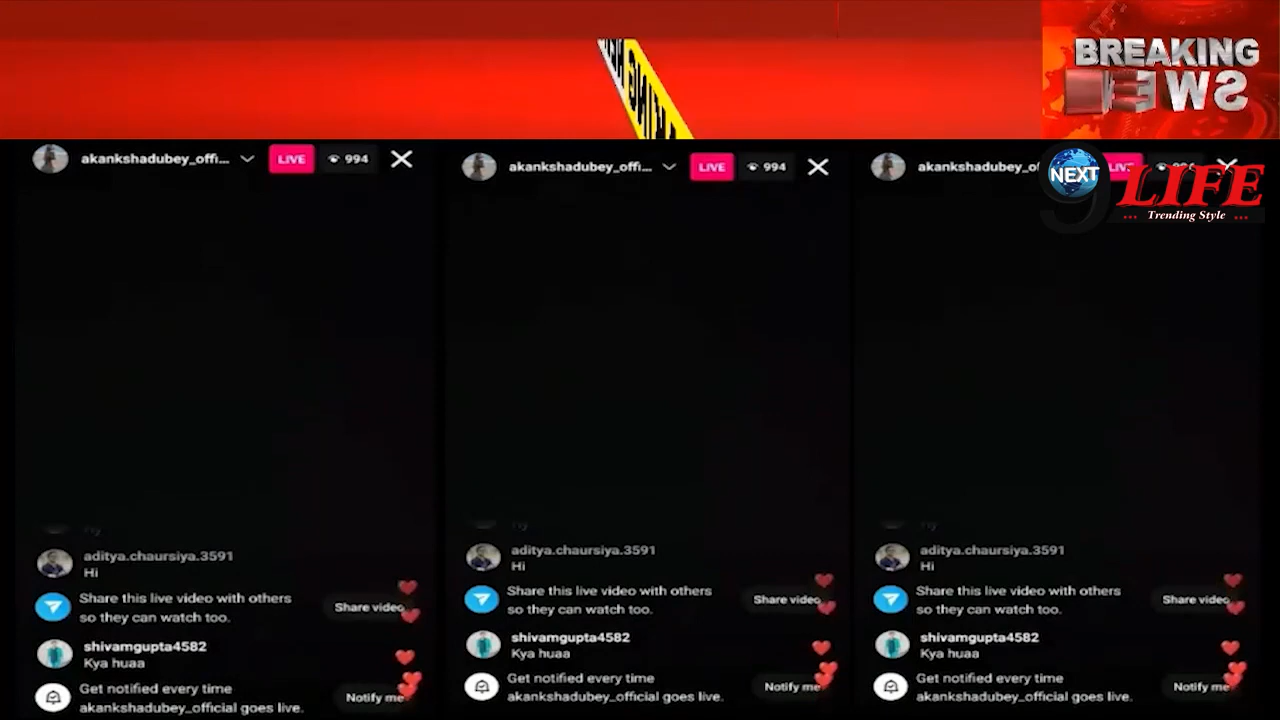 BREAKING
NEWS
akankshadubey_offi...
LIVE
994
akankshadubey_offi...
LIVE
994
akankshadubey_of
LIVE
NEXT
9
LIFE
... Trending Style ...
aditya.chaursiya.3591
Hi
Share this live video with others
so they can watch too.
Share video
shivamgupta4582
Kya huaa
Get notified every time
akankshadubey_official goes live.
Notify me
aditya.chaursiya.3591
Hi
Share this live video with others
so they can watch too.
Share video
shivamgupta4582
Kya huaa
Get notified every time
akankshadubey_official goes live.
Notify me
aditya.chaursiya.3591
Hi
Share this live video with others
so they can watch too.
Share video
shivamgupta4582
Kya huaa
Get notified every time
akankshadubey_official goes live.
Notify me